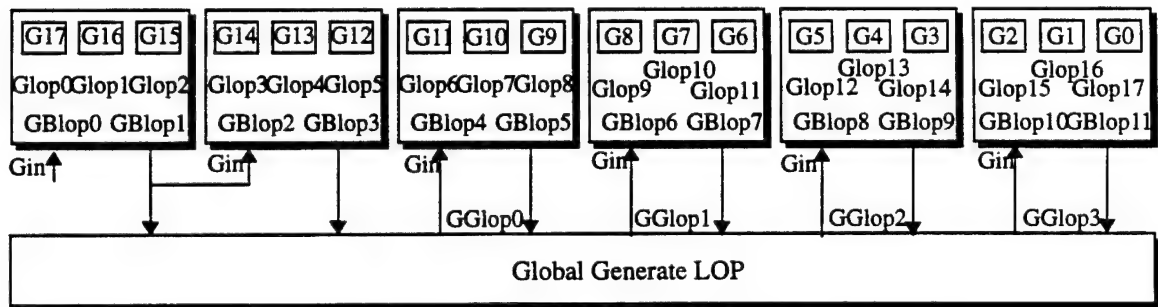 G17 G16 G15 G14 G13 G12 G11 G10 G9 G8 G7 G6 G5 G4 G3 G2 G1 G0
Glop10 Glop13 Glop16
Glop0 Glop1 Glop2 Glop3 Glop4 Glop5 Glop6 Glop7 Glop8 Glop9 Glop11 Glop12 Glop14 Glop15 Glop17
GBlop0 GBlop1 GBlop2 GBlop3 GBlop4 GBlop5 GBlop6 GBlop7 GBlop8 GBlop9 GBlop10 GBlop11
Gin Gin Gin Gin Gin Gin
GGlop0 GGlop1 GGlop2 GGlop3
Global Generate LOP